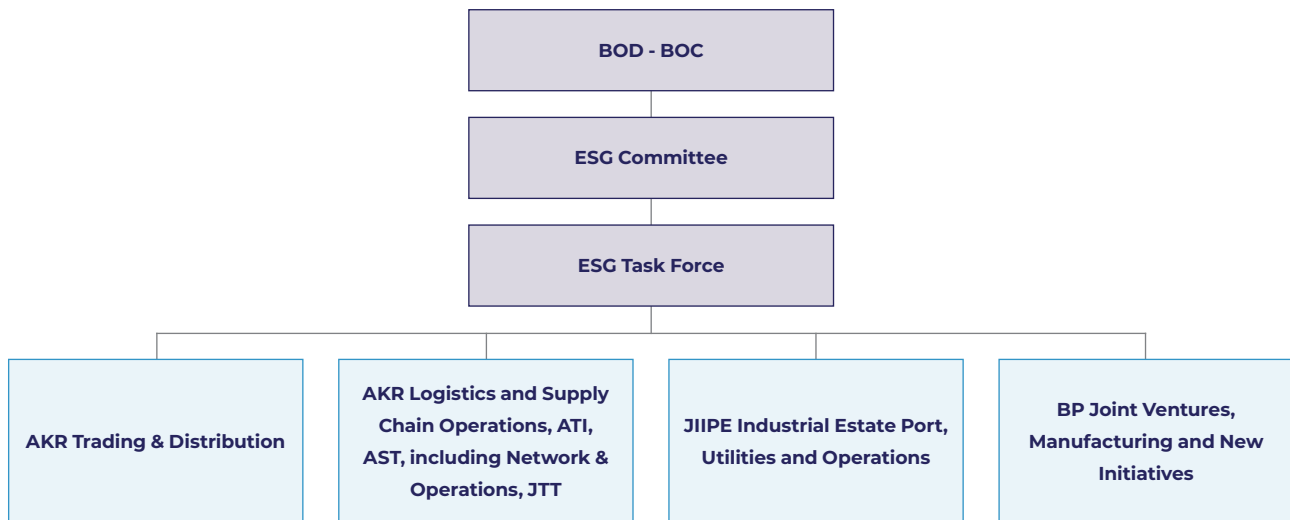 BOD - BOC
ESG Committee
ESG Task Force
AKR Trading & Distribution
AKR Logistics and Supply
Chain Operations, ATI,
AST, including Network &
Operations, JTT
JIIPE Industrial Estate Port,
Utilities and Operations
BP Joint Ventures,
Manufacturing and New
Initiatives